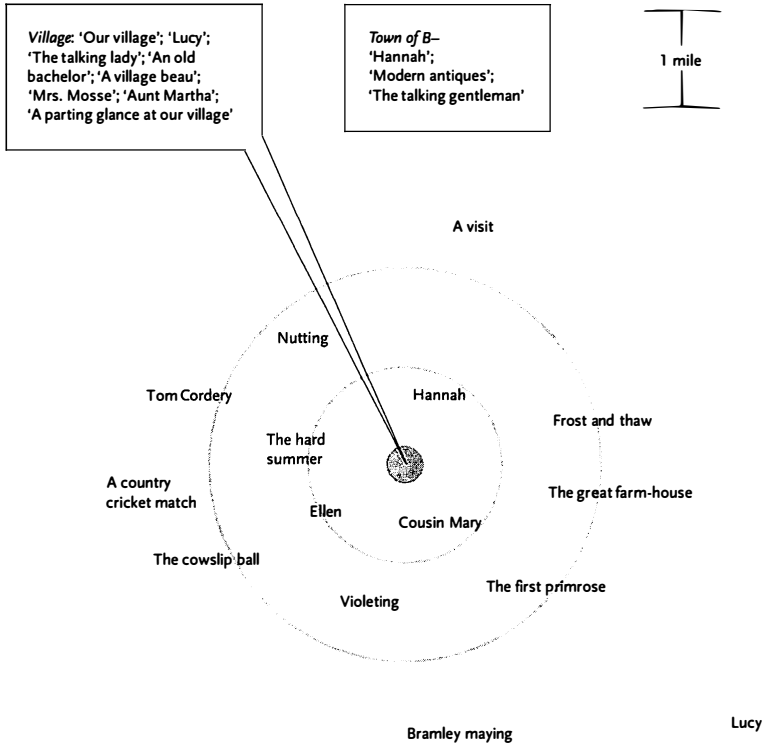 Village: ‘Our village’; ‘Lucy’;
‘The talking lady’; ‘An old
bachelor’; ‘A village beau’;
‘Mrs. Mosse’; ‘Aunt Martha’;
‘A parting glance at our village’
Town of B–
‘Hannah’;
‘Modern antiques’;
‘The talking gentleman’
1 mile
A visit
Nutting
Tom Cordery
Hannah
Frost and thaw
The hard
summer
A country
cricket match
The great farm-house
Ellen
Cousin Mary
The cowslip ball
The first primrose
Violeting
Lucy
Bramley maying